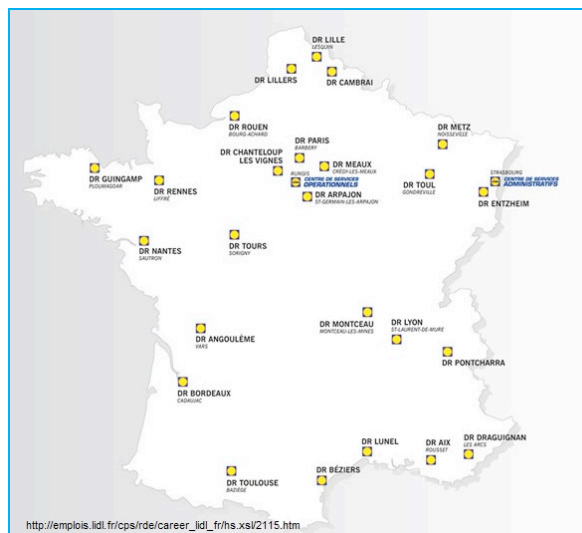 DR LILLE
LESQUIN
DR LILLERS
DR CAMBRAI
DR ROUEN
BOURG-ACHARD
DR METZ
NOISSEVILLE
DR PARIS
BARBERY
DR CHANTELOUP
LES VIGNES
DR MEAUX
CRÉGY-LES-MEAUX
DR GUINGAMP
PLOUMAGOAR
RUNGIS
CENTRE DE SERVICES
OPÉRATIONNELS
STRASBOURG
CENTRE DE SERVICES
ADMINISTRATIFS
DR RENNES
LIFFRÉ
DR TOUL
GONDREVILLE
DR ARPAJON
ST-GERMAIN-LES-ARPAJON
DR ENTZHEIM
DR NANTES
SAUTRON
DR TOURS
SORIGNY
DR MONTCEAU
MONTCEAU-LES-MINES
DR LYON
ST-LAURENT-DE-MURE
DR ANGOULÊME
VARS
DR PONTCHARRA
DR BORDEAUX
CADAUJAC
DR LUNEL
DR AIX
ROUSSET
DR DRAGUIGNAN
LES ARCS
DR TOULOUSE
BAZIÈGE
DR BÉZIERS
http://emplois.lidl.fr/cps/rde/career_lidl_fr/hs.xsl/2115.htm